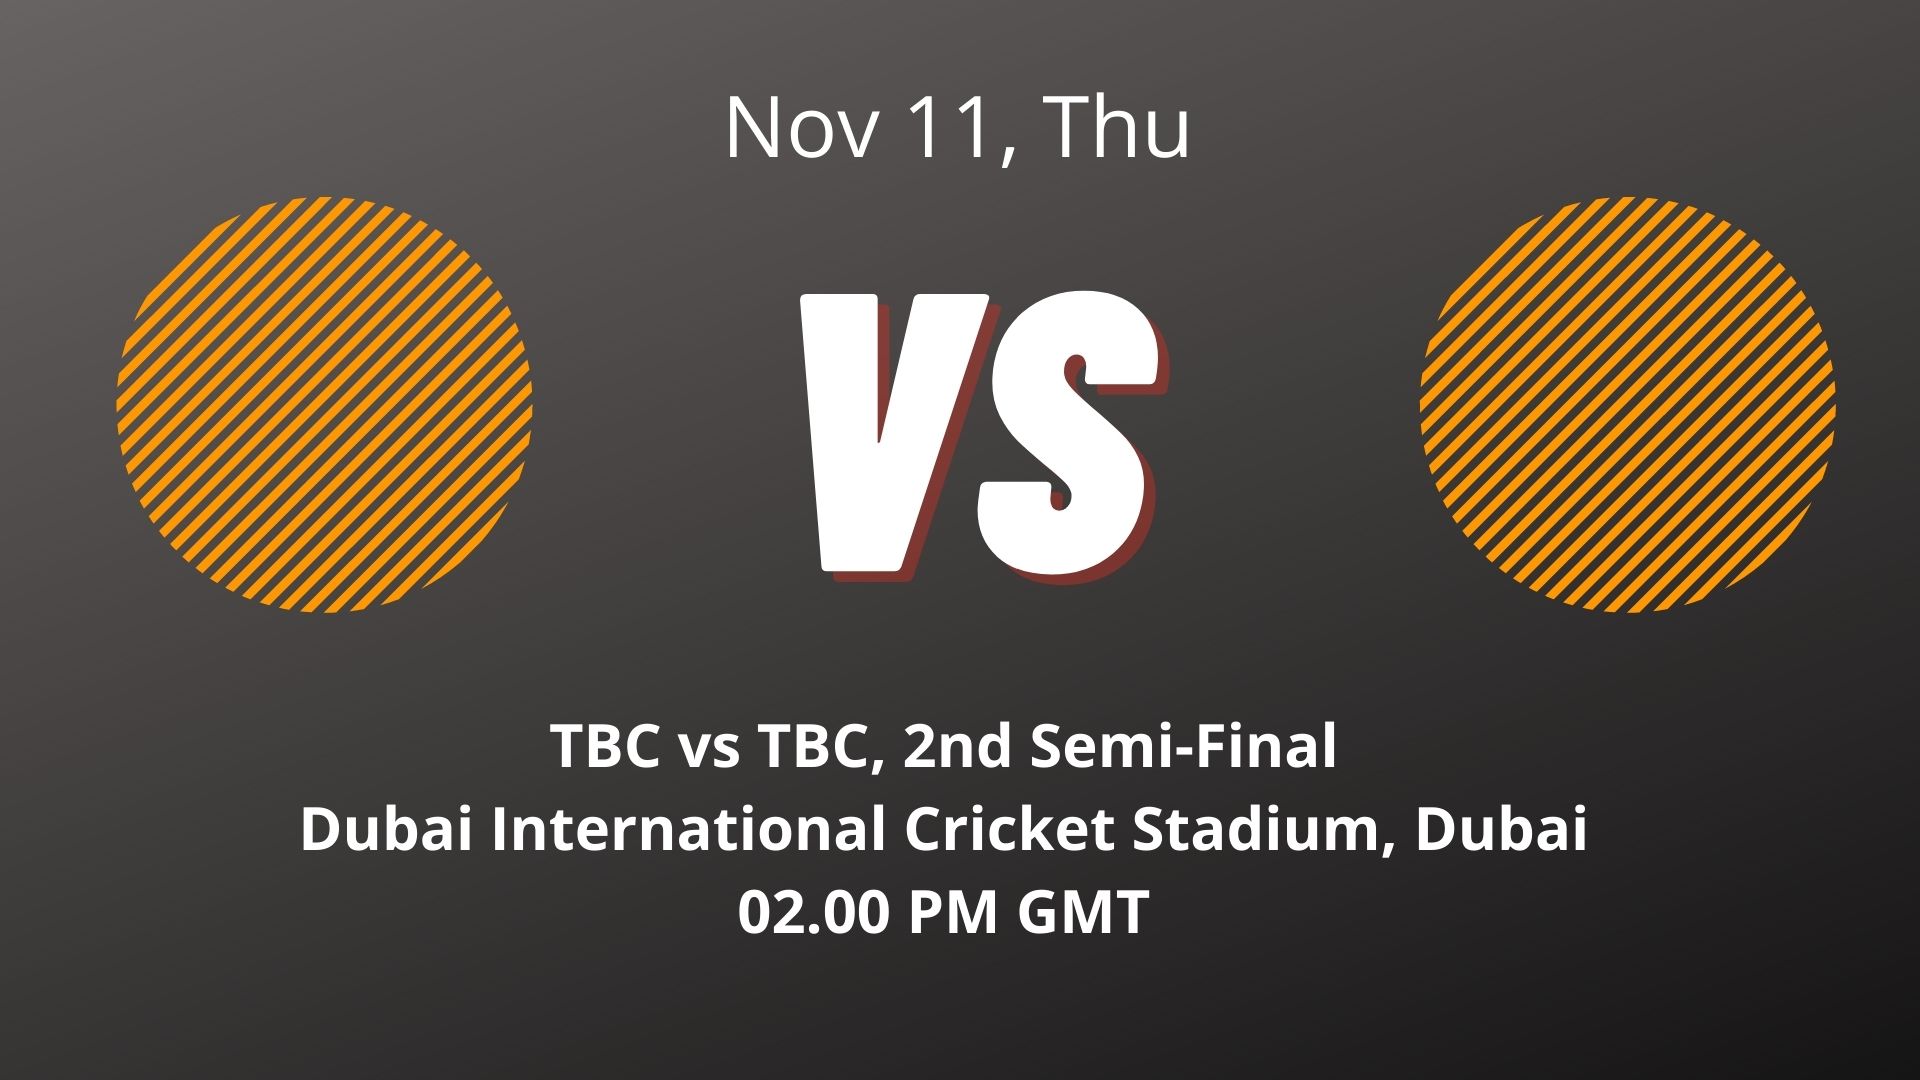 Nov 11, Thu
VS
TBC vs TBC, 2nd Semi-Final
Dubai International Cricket Stadium, Dubai
02.00 PM GMT